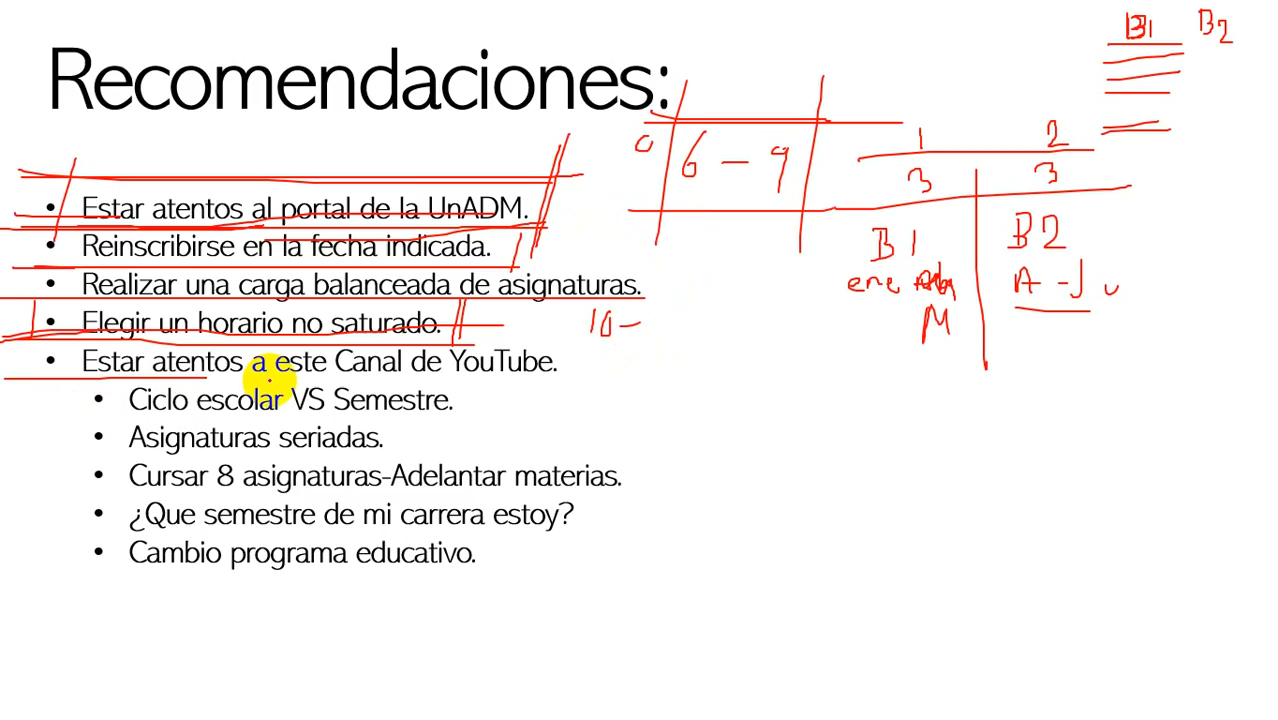 Recomendaciones:
B1 B2
6 - 9
1 2
3 3
• Estar atentos al portal de la UnADM.
• Reinscribirse en la fecha indicada.
B1 B2
• Realizar una carga balanceada de asignaturas.
ene
A - J
• Elegir un horario no saturado.
10 -
M
• Estar atentos a este Canal de YouTube.
• Ciclo escolar VS Semestre.
• Asignaturas seriadas.
• Cursar 8 asignaturas-Adelantar materias.
• ¿Que semestre de mi carrera estoy?
• Cambio programa educativo.